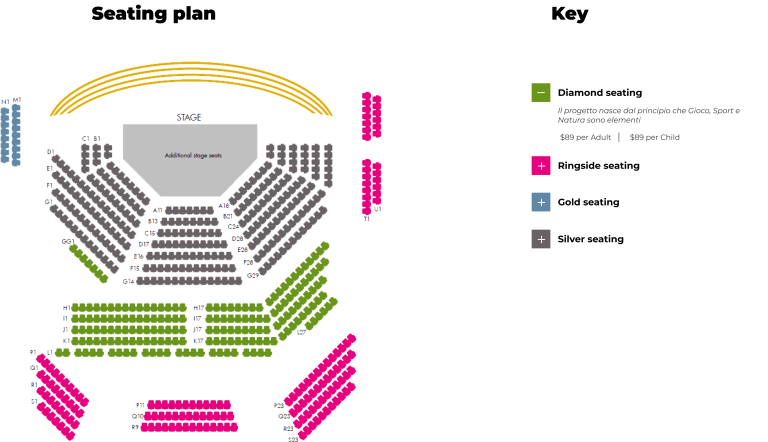 Seating plan
Key
STAGE
Additional stage seats
N1 M1
C1 B1
D1
E1
F1
G1
GG1
A11
B13
C15
D17
E16
F15
G14
A18
B21
C24
D26
E28
F28
G29
H1
I1
J1
K1
L1
H17
I17
J17
K17
L27
T1
U1
P1
Q1
R1
S1
P11
Q10
R9
P23
Q23
R23
S23
Diamond seating
Il progetto nasce dal principio che Gioco, Sport e
Natura sono elementi
$89 per Adult | $89 per Child
Ringside seating
Gold seating
Silver seating